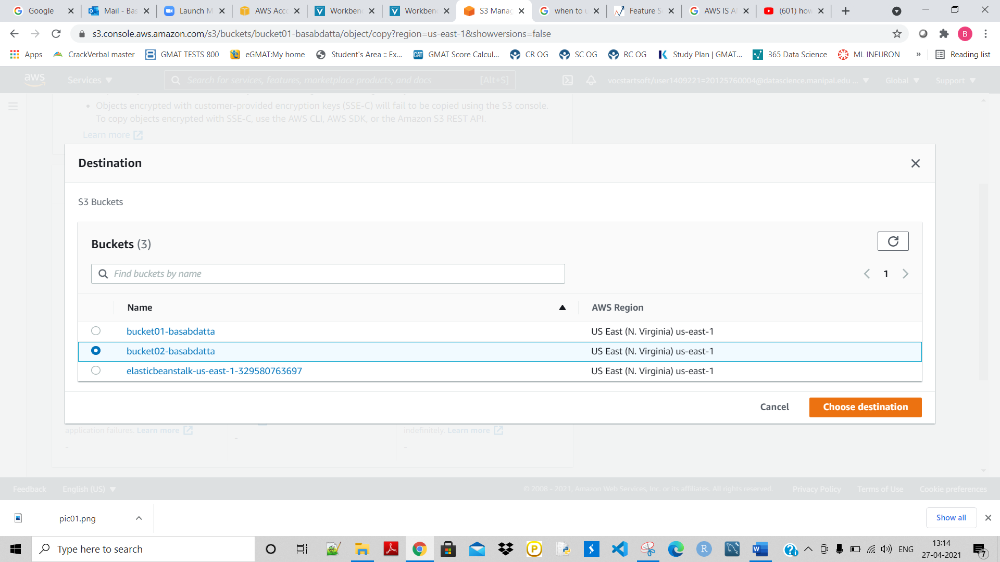 Google
Mail - Bas
Launch M
AWS Acco
Workben
Workben
S3 Manag
when to u
Feature S
AWS IS A
(601) how
s3.console.aws.amazon.com/s3/buckets/bucket01-basabdatta/object/copy?region=us-east-1&showversions=false
B
Apps
CrackVerbal master
GMAT TESTS 800
eGMAT:My home
Student's Area :: Ex...
CAT
GMAT Score Calcul...
CR OG
SC OG
RC OG
Study Plan | GMAT...
365 Data Science
ML INEURON
»
Reading list
aws
Services
Search for services, features, marketplace products, and docs
[Alt+S]
vocstartsoft/user1409221=20125760004@datascience.manipal.edu ...
Global
Support
Objects encrypted with customer-provided encryption keys (SSE-C) will fail to be copied using the S3 console.
To copy objects encrypted with SSE-C, use the AWS CLI, AWS SDK, or the Amazon S3 REST API.
Learn more
Destination
S3 Buckets
Buckets (3)
Find buckets by name
1
Name
AWS Region
bucket01-basabdatta
US East (N. Virginia) us-east-1
bucket02-basabdatta
US East (N. Virginia) us-east-1
elasticbeanstalk-us-east-1-329580763697
US East (N. Virginia) us-east-1
Cancel
Choose destination
application failures. Learn more
indefinitely. Learn more
-
-
-
Feedback
English (US)
© 2008 - 2021, Amazon Web Services, Inc. or its affiliates. All rights reserved.
Privacy Policy
Terms of Use
Cookie preferences
pic01.png
Show all
Type here to search
ENG
13:14
27-04-2021
7